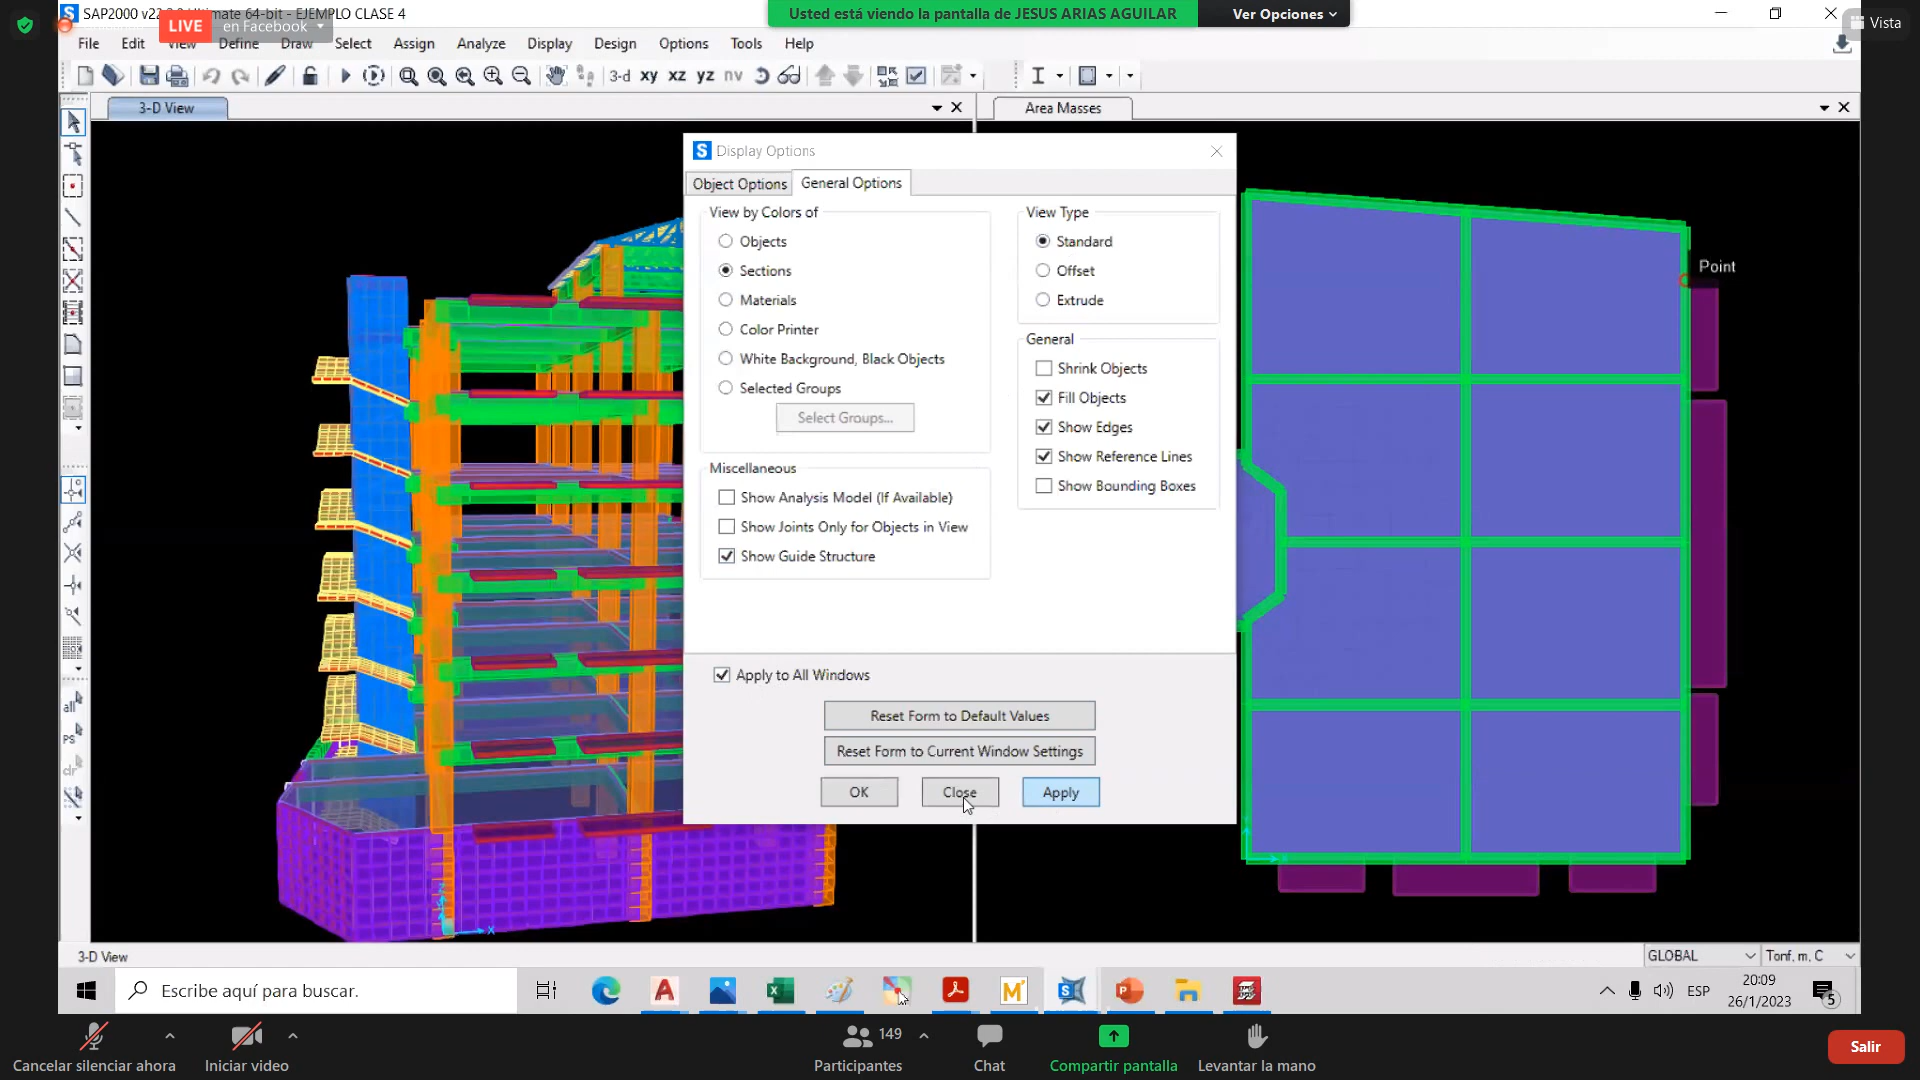 SAP2000 v22.2.0 Ultimate 64-bit - EJEMPLO CLASE 4
LIVE en Facebook
Usted está viendo la pantalla de JESUS ARIAS AGUILAR
Ver Opciones
Vista
File Edit View Define Draw Select Assign Analyze Display Design Options Tools Help
3-d xy xz yz nv
3-D View
Area Masses
Display Options
Object Options
General Options
View by Colors of
Objects
Sections
Materials
Color Printer
White Background, Black Objects
Selected Groups
Select Groups...
Miscellaneous
Show Analysis Model (If Available)
Show Joints Only for Objects in View
Show Guide Structure
View Type
Standard
Offset
Extrude
General
Shrink Objects
Fill Objects
Show Edges
Show Reference Lines
Show Bounding Boxes
Apply to All Windows
Reset Form to Default Values
Reset Form to Current Window Settings
OK
Close
Apply
Point
all
PS
dr
Z
X
3-D View
GLOBAL
Tonf, m, C
Escribe aquí para buscar.
ESP
20:09
26/1/2023
5
Cancelar silenciar ahora
Iniciar video
149
Participantes
Chat
Compartir pantalla
Levantar la mano
Salir